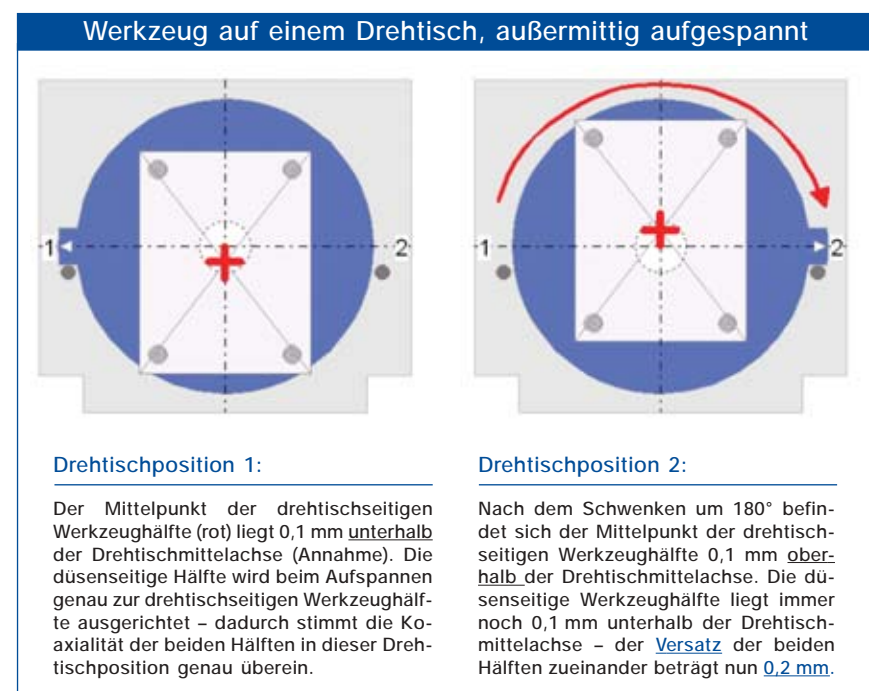 Werkzeug auf einem Drehtisch, außermittig aufgespannt
1
2
1
2
Drehtischposition 1:
Der Mittelpunkt der drehtischseitigen
Werkzeughälfte (rot) liegt 0,1 mm unterhalb
der Drehtischmittelachse (Annahme). Die
düsenseitige Hälfte wird beim Aufspannen
genau zur drehtischseitigen Werkzeughälf-
te ausgerichtet – dadurch stimmt die Ko-
axialität der beiden Hälften in dieser Dreh-
tischposition genau überein.
Drehtischposition 2:
Nach dem Schwenken um 180° befin-
det sich der Mittelpunkt der drehtisch-
seitigen Werkzeughälfte 0,1 mm ober-
halb der Drehtischmittelachse. Die dü-
senseitige Werkzeughälfte liegt immer
noch 0,1 mm unterhalb der Drehtisch-
mittelachse – der Versatz der beiden
Hälften zueinander beträgt nun 0,2 mm.